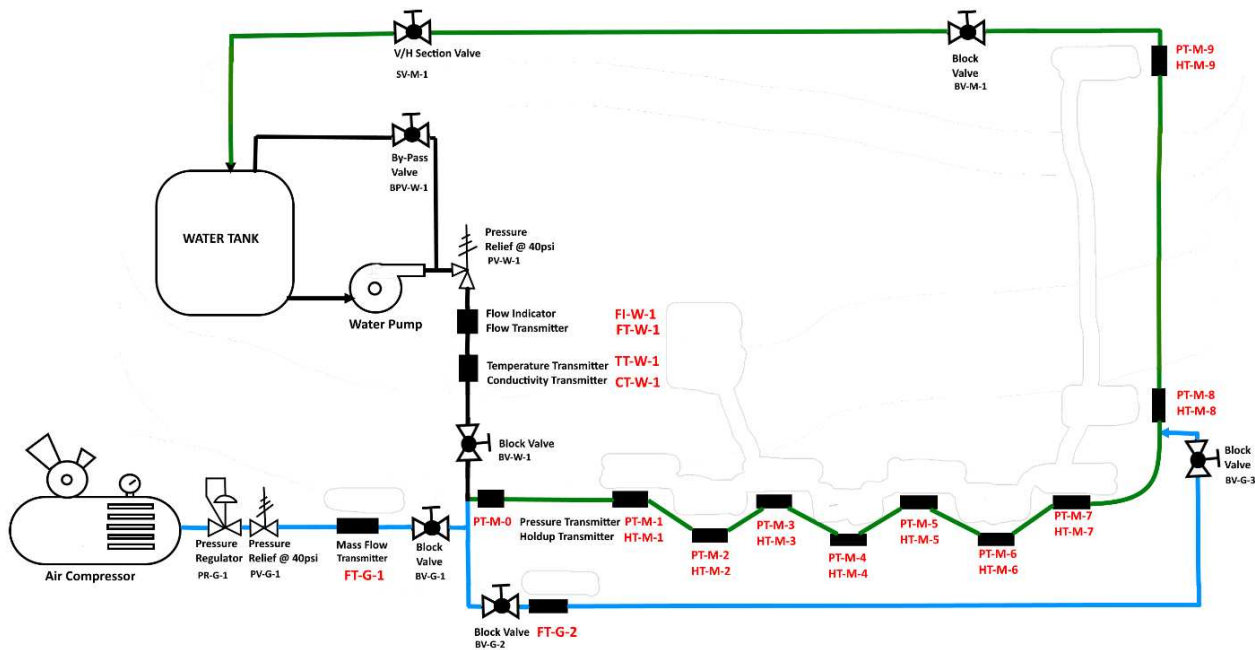 V/H Section Valve
SV-M-1
Block
Valve
BV-M-1
PT-M-9
HT-M-9
By-Pass
Valve
BPV-W-1
WATER TANK
Pressure
Relief @ 40psi
PV-W-1
Water Pump
Flow Indicator
Flow Transmitter
FI-W-1
FT-W-1
Temperature Transmitter
Conductivity Transmitter
TT-W-1
CT-W-1
PT-M-8
HT-M-8
Block Valve
BV-W-1
Block
Valve
BV-G-3
PT-M-0
Pressure Transmitter
Holdup Transmitter
PT-M-1
HT-M-1
PT-M-2
HT-M-2
PT-M-3
HT-M-3
PT-M-4
HT-M-4
PT-M-5
HT-M-5
PT-M-6
HT-M-6
PT-M-7
HT-M-7
Air Compressor
Pressure
Regulator
PR-G-1
Pressure
Relief @ 40psi
PV-G-1
Mass Flow
Transmitter
FT-G-1
Block
Valve
BV-G-1
Block Valve
BV-G-2
FT-G-2